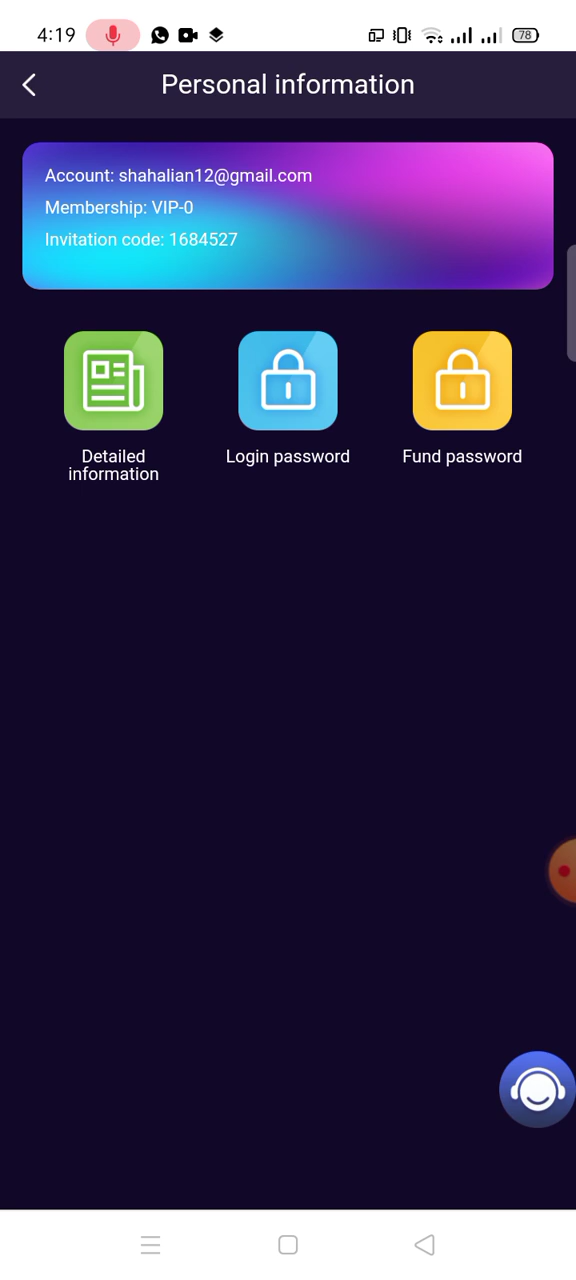 4:19
78
Personal information
Account: shahalian12@gmail.com
Membership: VIP-0
Invitation code: 1684527
Detailed
information
Login password
Fund password